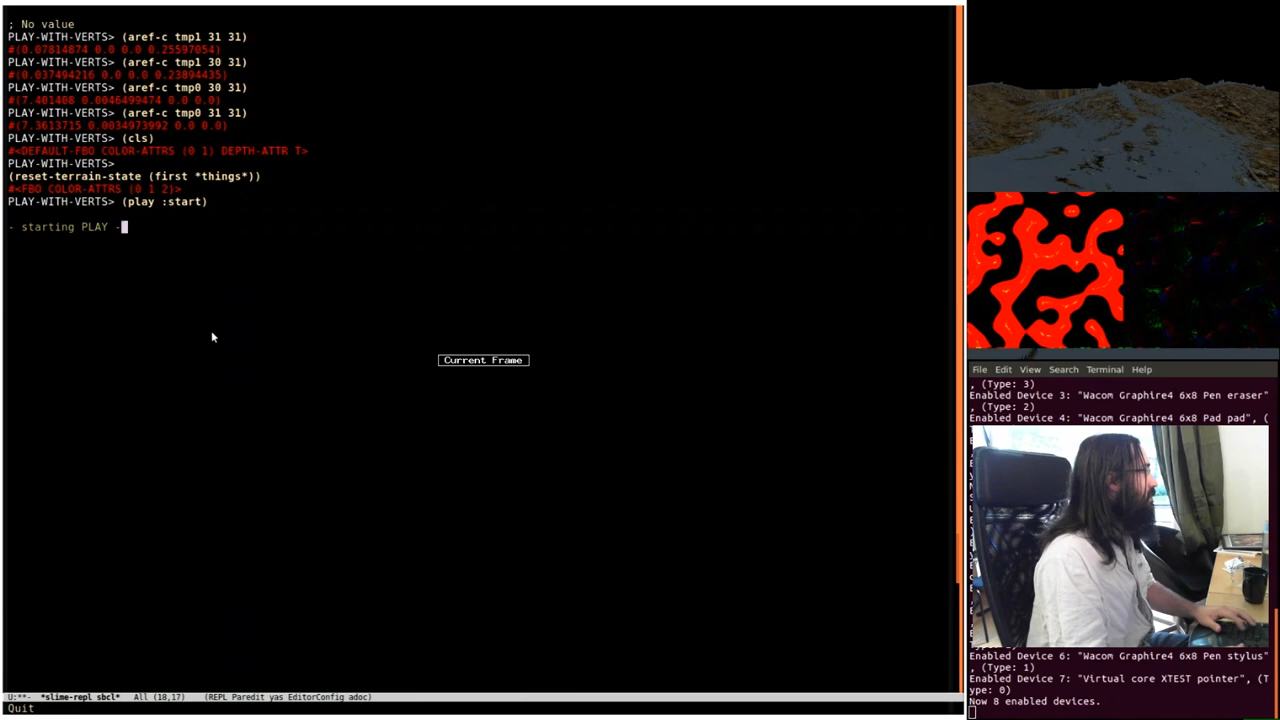 ; No value
PLAY-WITH-VERTS> (aref-c tmp1 31 31)
#(0.07814874 0.0 0.0 0.25597054)
PLAY-WITH-VERTS> (aref-c tmp1 30 31)
#(0.037494216 0.0 0.0 0.23894435)
PLAY-WITH-VERTS> (aref-c tmp0 30 31)
#(7.401408 0.0046499474 0.0 0.0)
PLAY-WITH-VERTS> (aref-c tmp0 31 31)
#(7.3613715 0.0034973992 0.0 0.0)
PLAY-WITH-VERTS> (cls)
#<DEFAULT-FBO COLOR-ATTRS (0 1) DEPTH-ATTR T>
PLAY-WITH-VERTS>
(reset-terrain-state (first *things*))
#<FBO COLOR-ATTRS (0 1 2)>
PLAY-WITH-VERTS> (play :start)
- starting PLAY -
Current Frame
U:**- *slime-repl sbcl* All (18,17) (REPL Paredit yas EditorConfig adoc)
Quit
File Edit View Search Terminal Help
, (Type: 3)
Enabled Device 3: "Wacom Graphire4 6x8 Pen eraser"
, (Type: 2)
Enabled Device 4: "Wacom Graphire4 6x8 Pad pad", (
Enabled Device 6: "Wacom Graphire4 6x8 Pen stylus"
, (Type: 1)
Enabled Device 7: "Virtual core XTEST pointer", (T
ype: 0)
Now 8 enabled devices.